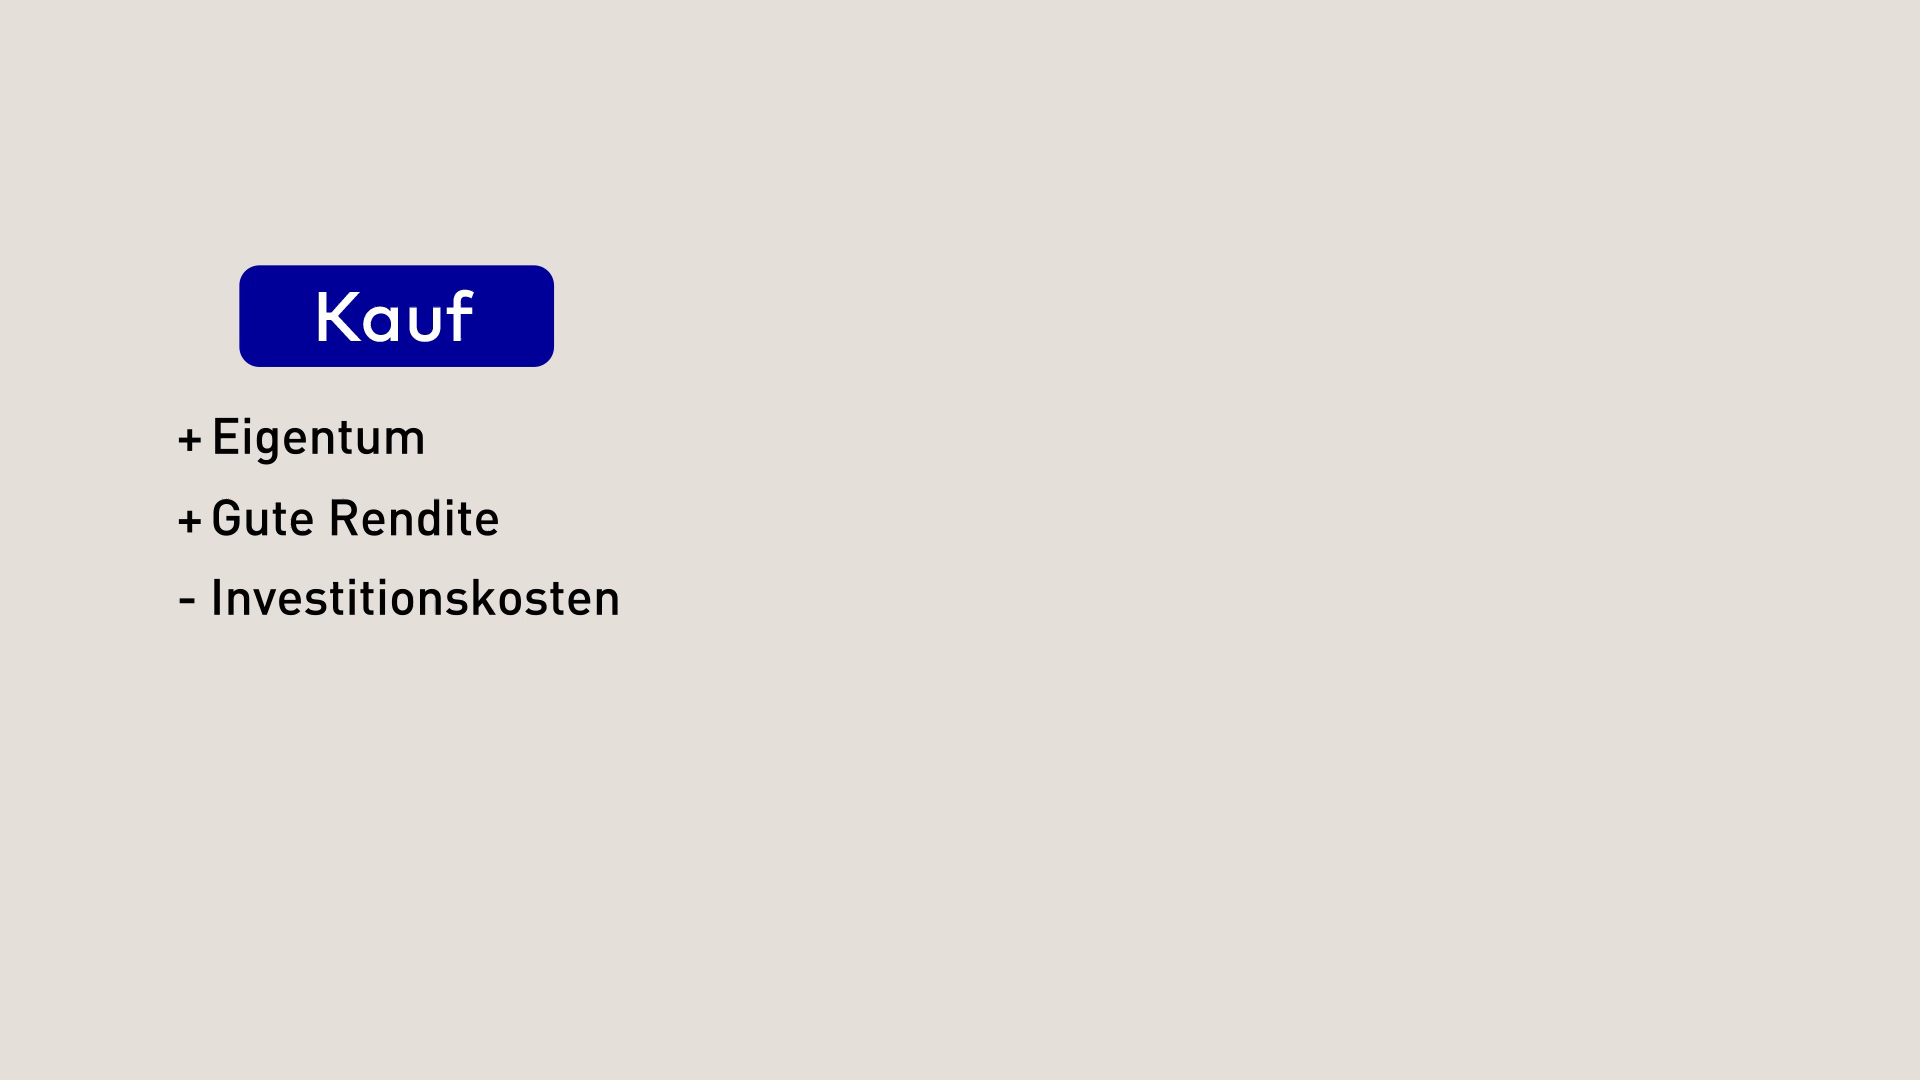 Kauf
+ Eigentum
+ Gute Rendite
- Investitionskosten